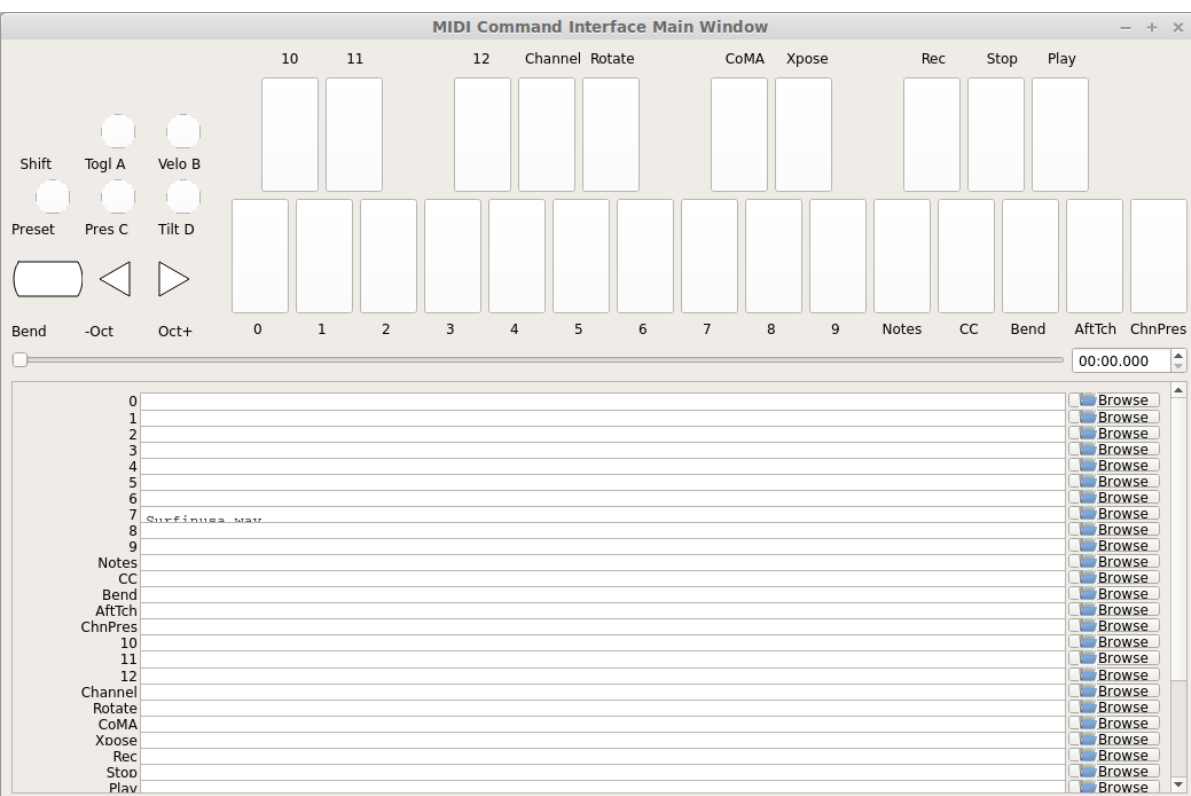 MIDI Command Interface Main Window
10 11 12 Channel Rotate CoMA Xpose Rec Stop Play
Shift Togl A Velo B
Preset Pres C Tilt D
Bend -Oct Oct+ 0 1 2 3 4 5 6 7 8 9 Notes CC Bend AftTch ChnPres
00:00.000
0 Browse
1 Browse
2 Browse
3 Browse
4 Browse
5 Browse
6 Browse
7 Surfinusa.wav Browse
8 Browse
9 Browse
Notes Browse
CC Browse
Bend Browse
AftTch Browse
ChnPres Browse
10 Browse
11 Browse
12 Browse
Channel Browse
Rotate Browse
CoMA Browse
Xpose Browse
Rec Browse
Stop Browse
Play Browse